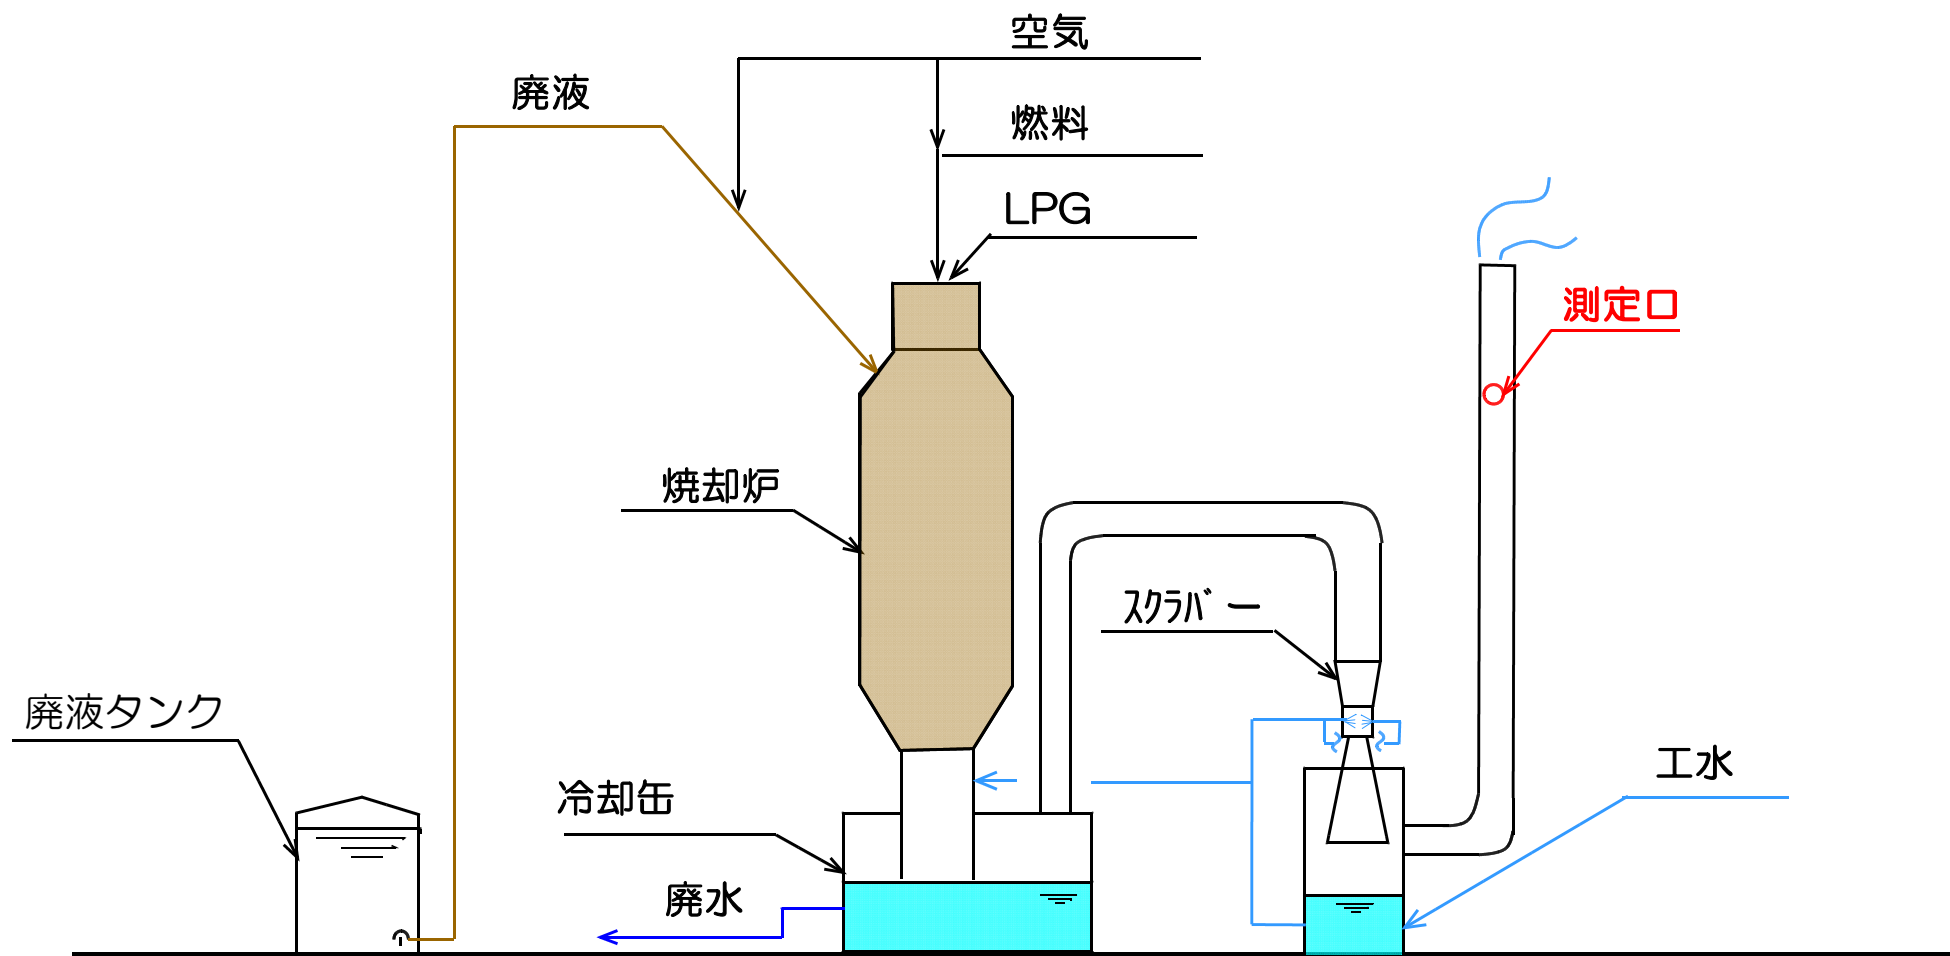 空気
廃液
燃料
LPG
測定口
焼却炉
ｽｸﾗﾊﾞｰ
廃液タンク
工水
冷却缶
廃水